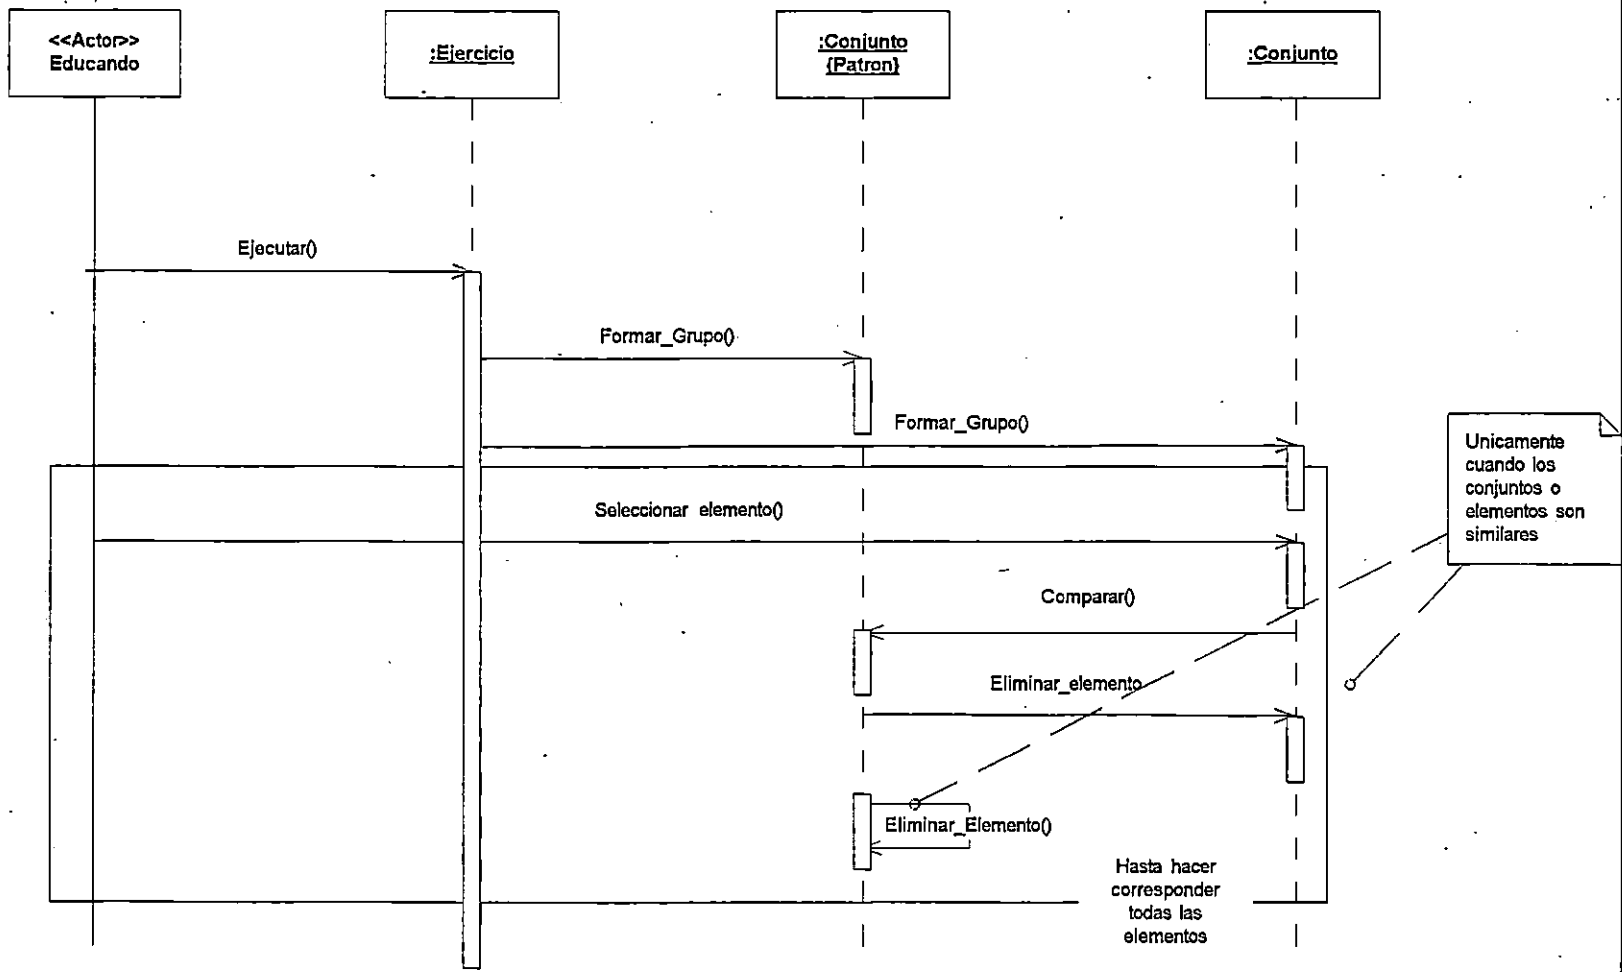 <<Actor>>
Educando
:Ejercicio
:Conjunto
{Patron}
:Conjunto
Ejecutar()
Formar_Grupo()
Formar_Grupo()
Unicamente
cuando los
conjuntos o
elementos son
similares
Seleccionar elemento()
Comparar()
Eliminar_elemento
Eliminar_Elemento()
Hasta hacer
corresponder
todas las
elementos